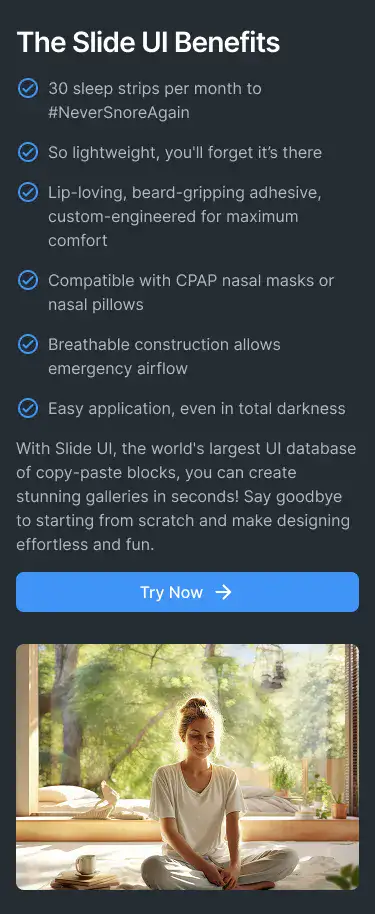 The Slide UI Benefits
30 sleep strips per month to
#NeverSnoreAgain
So lightweight, you'll forget it’s there
Lip-loving, beard-gripping adhesive,
custom-engineered for maximum
comfort
Compatible with CPAP nasal masks or
nasal pillows
Breathable construction allows
emergency airflow
Easy application, even in total darkness
With Slide UI, the world's largest UI database
of copy-paste blocks, you can create
stunning galleries in seconds! Say goodbye
to starting from scratch and make designing
effortless and fun.
Try Now